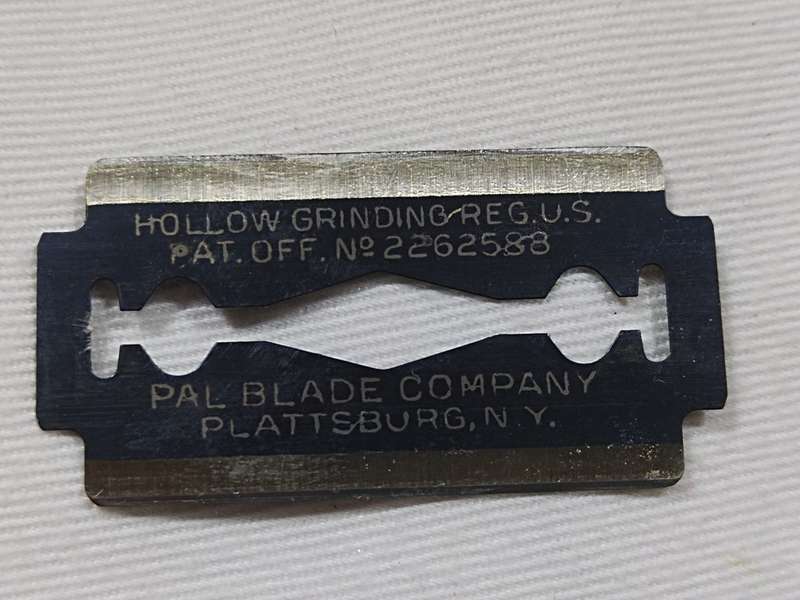 HOLLOW GRINDING-REG.U.S.
PAT. OFF. Nº 2262588
PAL BLADE COMPANY
PLATTSBURG, N.Y.